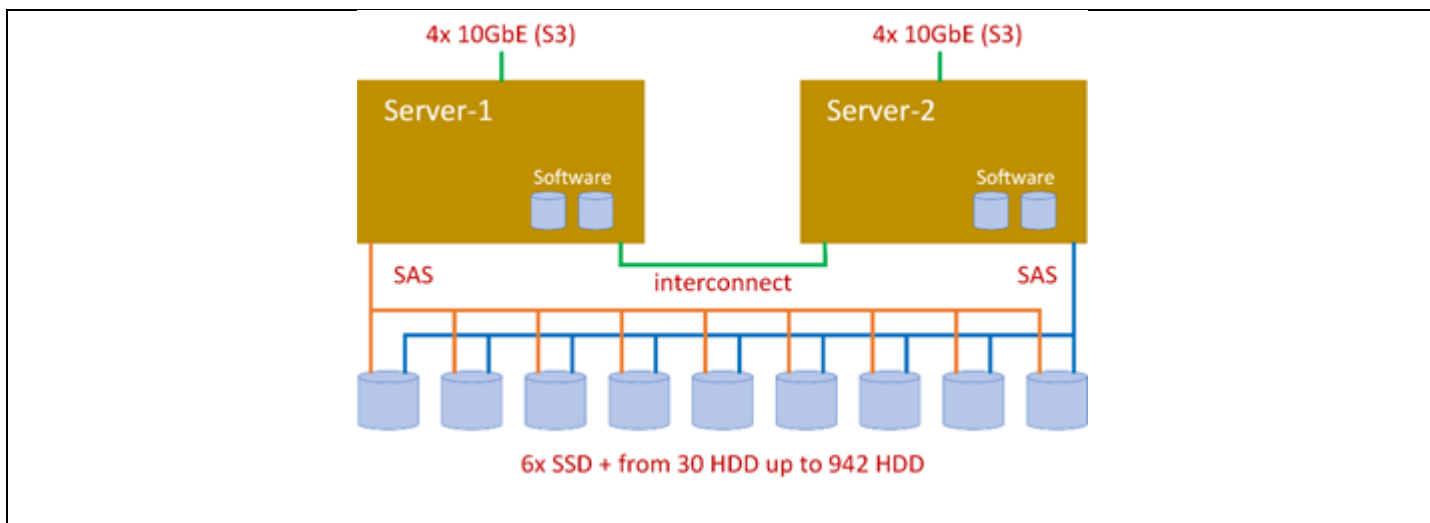 4x 10GbE (S3)
4x 10GbE (S3)
Server-1
Server-2
Software
Software
SAS
interconnect
SAS
6x SSD + from 30 HDD up to 942 HDD